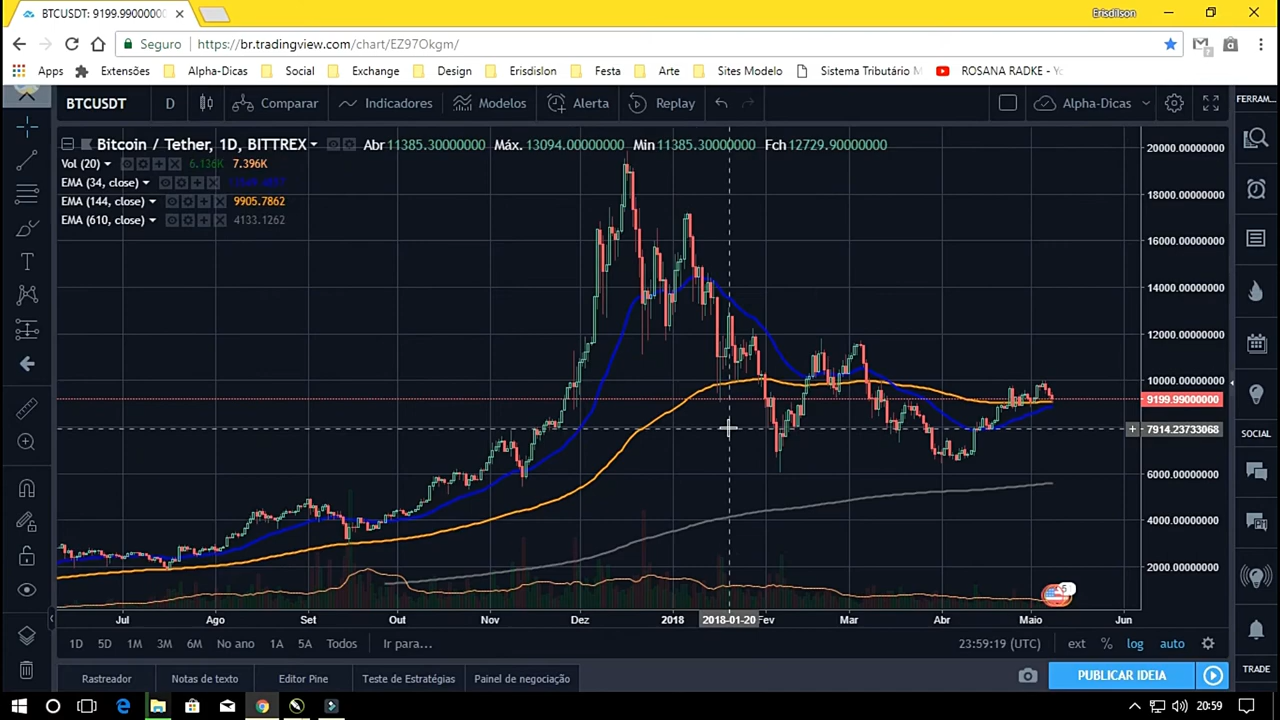 BTCUSDT: 9199.9900000
Erisdilson
Seguro https://br.tradingview.com/chart/EZ97Okgm/
Apps Extensões Alpha-Dicas Social Exchange Design Erisdislon Festa Arts Sites Modelo Sistema Tributário M ROSANA RADKE - Yo
BTCUSDT D Comparar Indicadores Modelos Alerta Replay Alpha-Dicas FERRAM
Bitcoin / Tether, 1D, BITTREX Abr 11385.30000000 Máx. 13094.00000000 Min 11385.30000000 Fch 12729.90000000
Vol (20) 6.136K 7.396K
EMA (34, close)
EMA (144, close) 9905.7862
EMA (610, close) 4133.1262
20000.00000000
18000.00000000
16000.00000000
14000.00000000
12000.00000000
10000.00000000
9199.99000000
7914.23733068
6000.00000000
4000.00000000
2000.00000000
SOCIAL
5
Jul Ago Set Out Nov Dez 2018 2018-01-20 Fev Mar Abr Maio Jun
1D 5D 1M 3M 6M No ano 1A 5A Todos Ir para... 23:59:19 (UTC) ext % log auto
TRADE
Rastreador Notas de texto Editor Pine Teste de Estratégias Painel de negociação PUBLICAR IDEIA
20:59